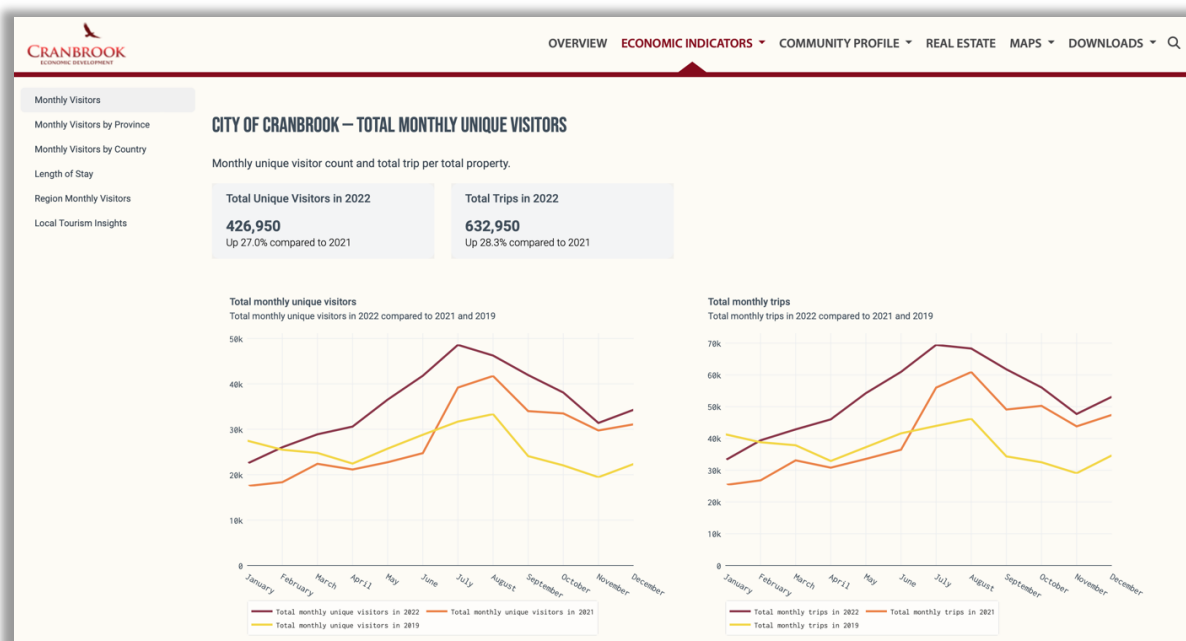 CRANBROOK
ECONOMIC DEVELOPMENT
OVERVIEW ECONOMIC INDICATORS COMMUNITY PROFILE REAL ESTATE MAPS DOWNLOADS
Monthly Visitors
Monthly Visitors by Province
Monthly Visitors by Country
Length of Stay
Region Monthly Visitors
Local Tourism Insights
CITY OF CRANBROOK – TOTAL MONTHLY UNIQUE VISITORS
Monthly unique visitor count and total trip per total property.
Total Unique Visitors in 2022
426,950
Up 27.0% compared to 2021
Total Trips in 2022
632,950
Up 28.3% compared to 2021
Total monthly unique visitors
Total monthly unique visitors in 2022 compared to 2021 and 2019
50k
40k
30k
20k
10k
0
January February March April May June July August September October November December
Total monthly unique visitors in 2022 Total monthly unique visitors in 2021
Total monthly unique visitors in 2019
Total monthly trips
Total monthly trips in 2022 compared to 2021 and 2019
70k
60k
50k
40k
30k
20k
10k
0
January February March April May June July August September October November December
Total monthly trips in 2022 Total monthly trips in 2021
Total monthly trips in 2019